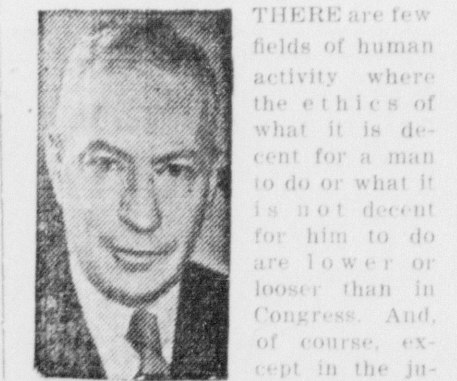 THERE are few
fields of human
activity where
the ethics of
what it is de-
cent for a man
to do or what it
is not decent
for him to do
are lower or
looser than in
Congress. And,
of course, ex-
cept in the ju-